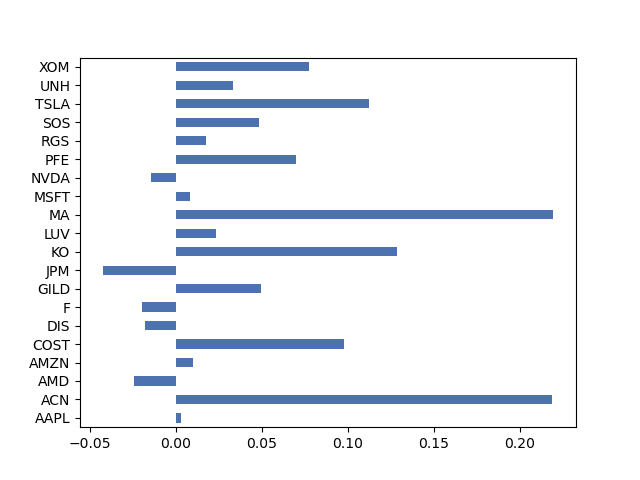 XOM
UNH
TSLA
SOS
RGS
PFE
NVDA
MSFT
MA
LUV
KO
JPM
GILD
F
DIS
COST
AMZN
AMD
ACN
AAPL
−0.05 0.00 0.05 0.10 0.15 0.20